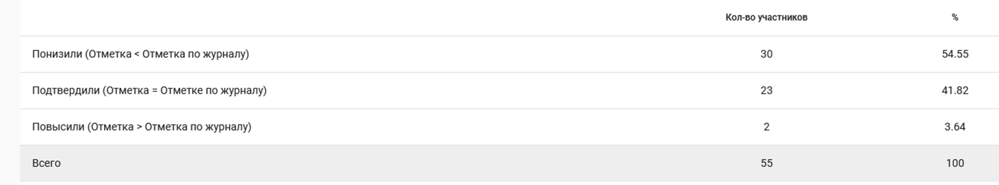 Кол-во участников %
Понизили (Отметка < Отметка по журналу) 30 54.55
Подтвердили (Отметка = Отметке по журналу) 23 41.82
Повысили (Отметка > Отметка по журналу) 2 3.64
Всего 55 100